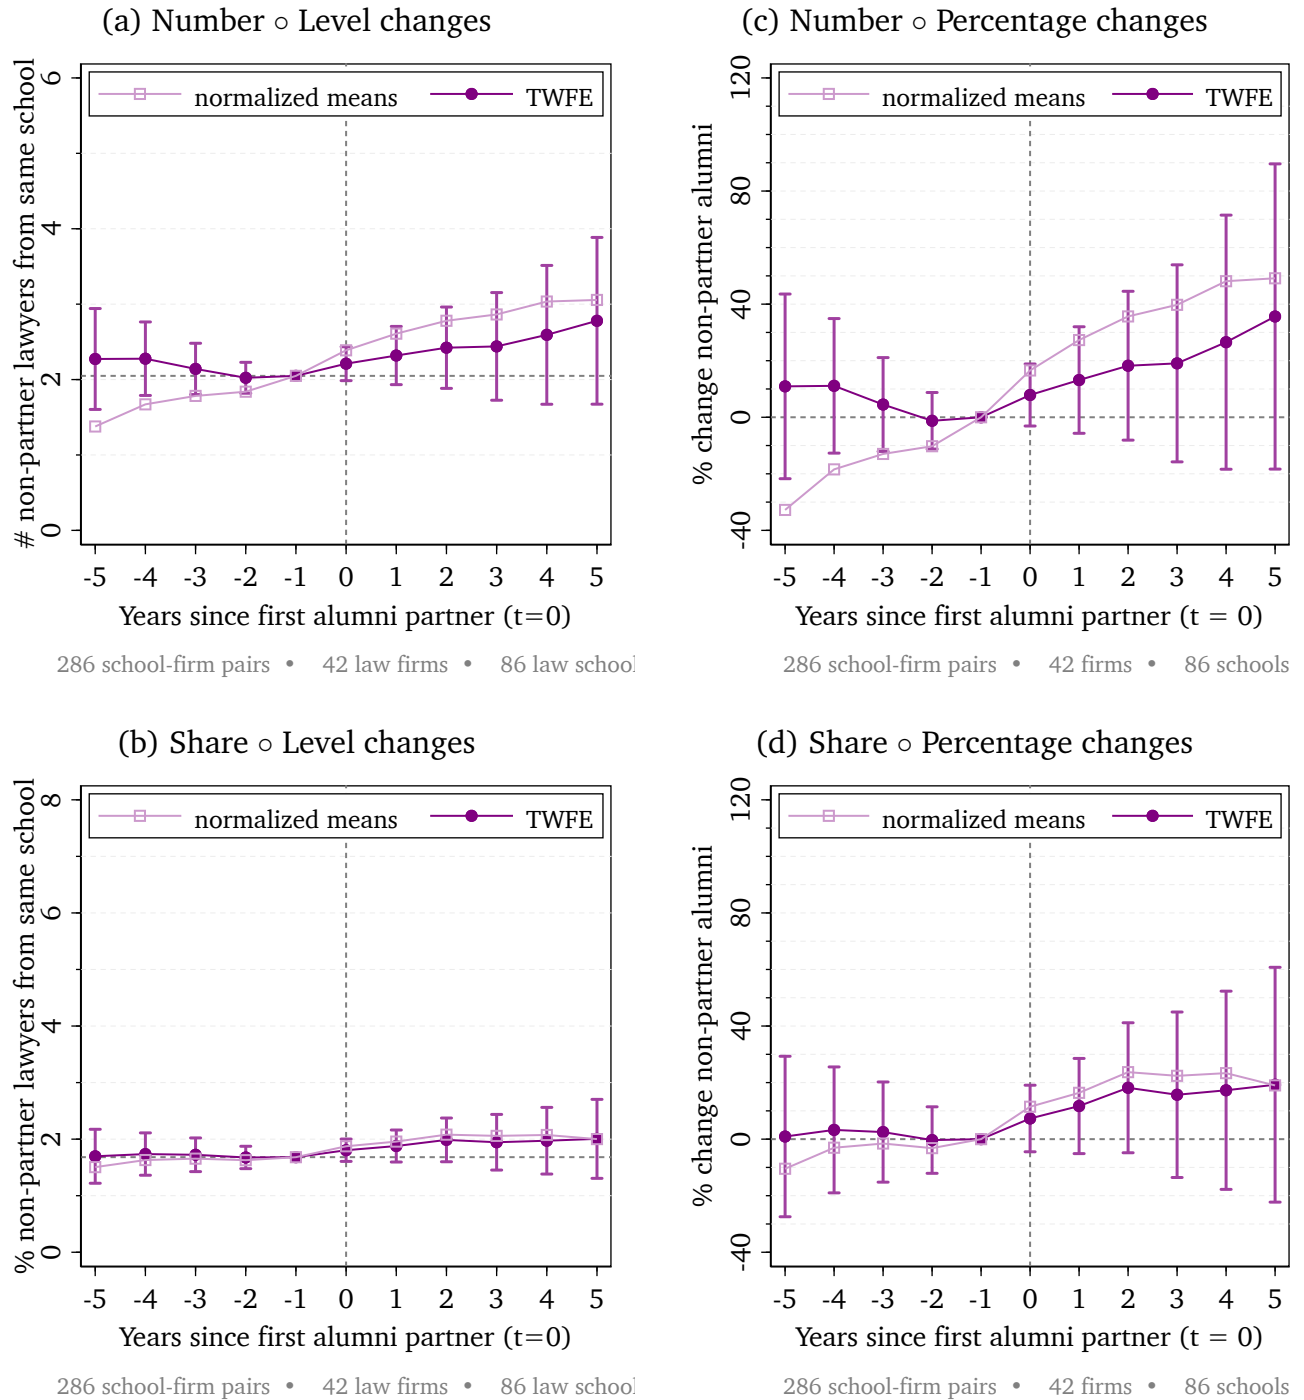 (a) Number ∘ Level changes
# non-partner lawyers from same school
6
4
2
0
normalized means
TWFE
-5 -4 -3 -2 -1 0 1 2 3 4 5
Years since first alumni partner (t=0)
286 school-firm pairs • 42 law firms • 86 law school
(c) Number ∘ Percentage changes
% change non-partner alumni
120
80
40
0
-40
normalized means
TWFE
-5 -4 -3 -2 -1 0 1 2 3 4 5
Years since first alumni partner (t = 0)
286 school-firm pairs • 42 firms • 86 schools
(b) Share ∘ Level changes
% non-partner lawyers from same school
8
6
4
2
0
normalized means
TWFE
-5 -4 -3 -2 -1 0 1 2 3 4 5
Years since first alumni partner (t=0)
286 school-firm pairs • 42 law firms • 86 law school
(d) Share ∘ Percentage changes
% change non-partner alumni
120
80
40
0
-40
normalized means
TWFE
-5 -4 -3 -2 -1 0 1 2 3 4 5
Years since first alumni partner (t = 0)
286 school-firm pairs • 42 firms • 86 schools